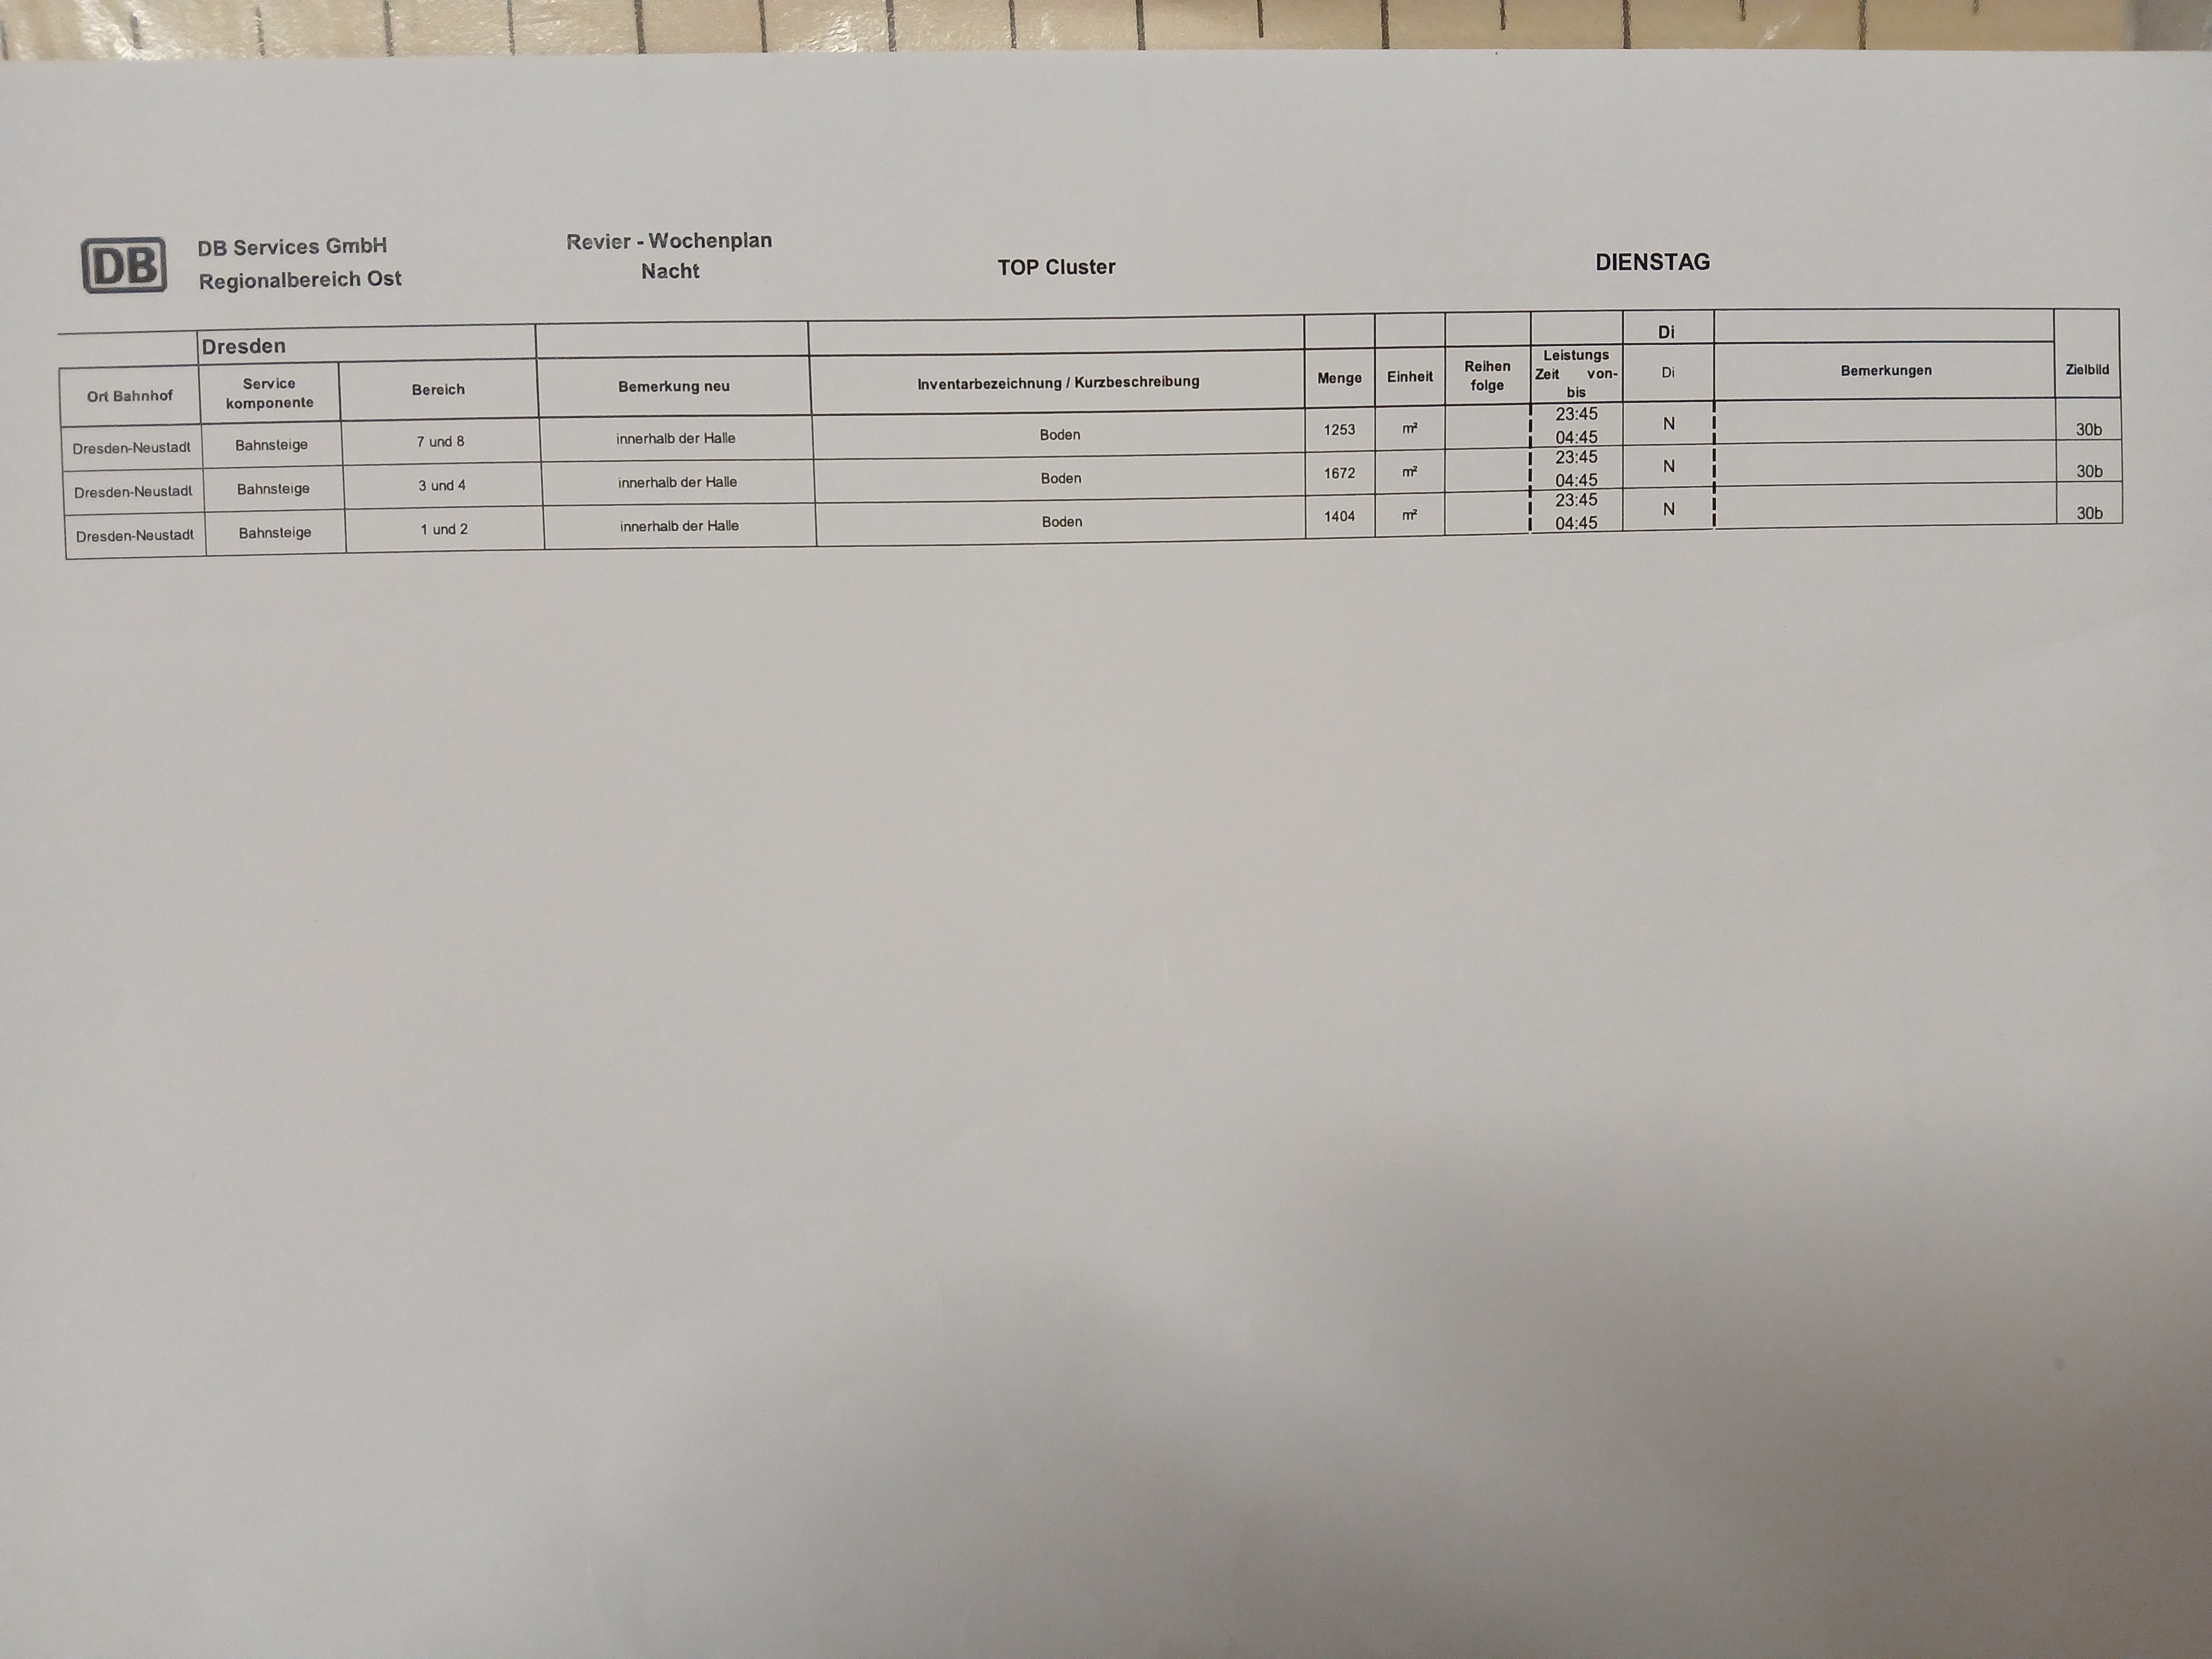 DB
DB Services GmbH
Regionalbereich Ost
Revier - Wochenplan
Nacht
TOP Cluster
DIENSTAG
Dresden Di
Ort Bahnhof Service komponente Bereich Bemerkung neu Inventarbezeichnung / Kurzbeschreibung Menge Einheit Reihen folge Leistungs Zeit von- bis Di Bemerkungen Zielbild
Dresden-Neustadt Bahnsteige 7 und 8 innerhalb der Halle Boden 1253 m² 23:45 04:45 N 30b
Dresden-Neustadt Bahnsteige 3 und 4 innerhalb der Halle Boden 1672 m² 23:45 04:45 N 30b
Dresden-Neustadt Bahnsteige 1 und 2 innerhalb der Halle Boden 1404 m² 23:45 04:45 N 30b